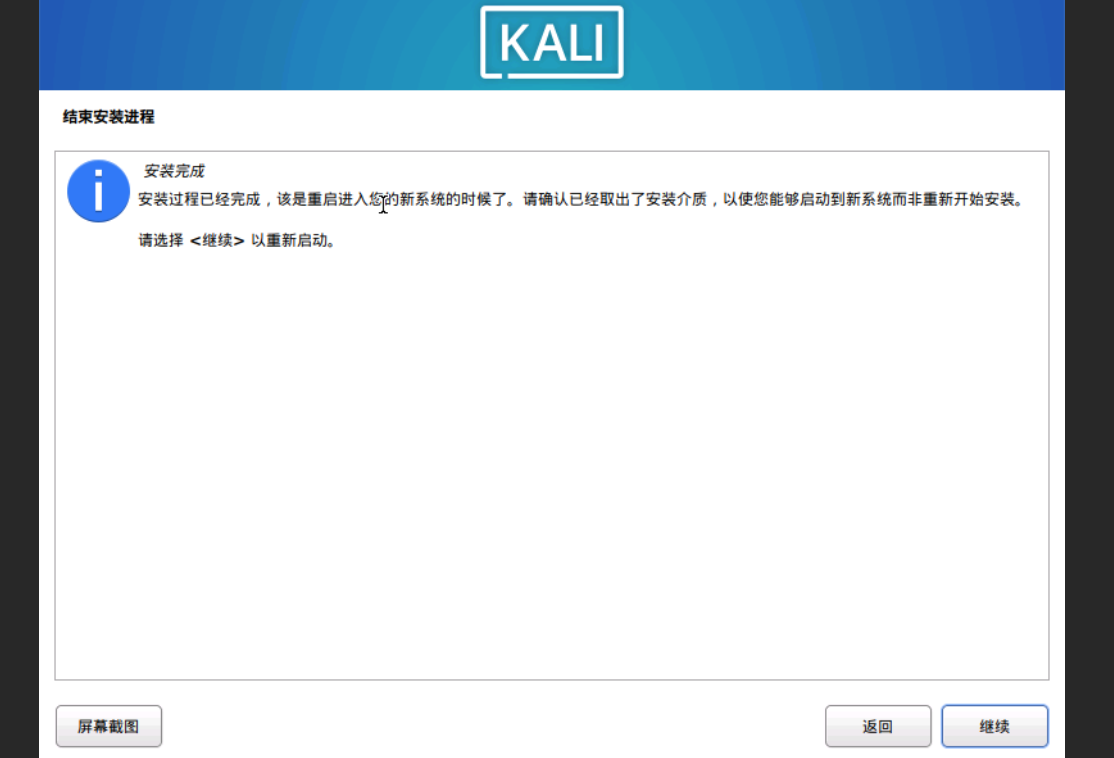 KALI
结束安装进程
安装完成
安装过程已经完成，该是重启进入您的新系统的时候了。请确认已经取出了安装介质，以使您能够启动到新系统而非重新开始安装。
请选择 <继续> 以重新启动。
屏幕截图
返回
继续